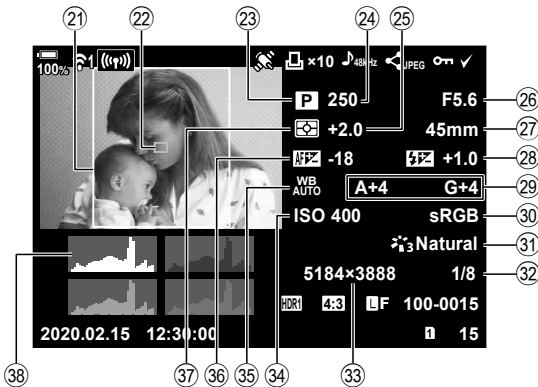 21 22 23 24 25
100% 1 ×10 48kHz JPEG
P 250 F5.6 26
+2.0 45mm 27
AF -18 +1.0 28
WB AUTO A+4 G+4 29
ISO 400 sRGB 30
3 Natural 31
5184×3888 1/8 32
HDR1 4:3 L F 100-0015
2020.02.15 12:30:00 1 15
38 37 36 35 34 33